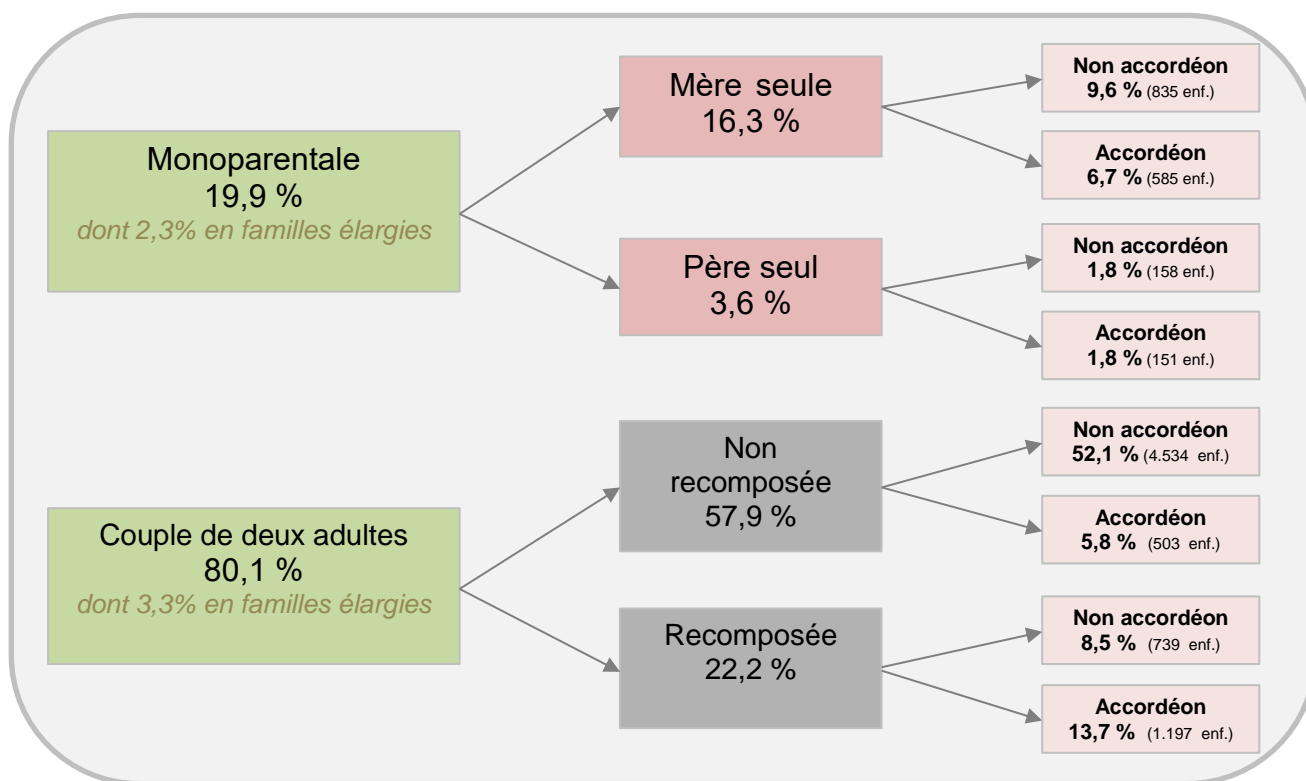 Monoparentale
19,9 %
dont 2,3% en familles élargies
Mère seule
16,3 %
Non accordéon
9,6 % (835 enf.)
Accordéon
6,7 % (585 enf.)
Père seul
3,6 %
Non accordéon
1,8 % (158 enf.)
Accordéon
1,8 % (151 enf.)
Couple de deux adultes
80,1 %
dont 3,3% en familles élargies
Non
recomposée
57,9 %
Non accordéon
52,1 % (4.534 enf.)
Accordéon
5,8 % (503 enf.)
Recomposée
22,2 %
Non accordéon
8,5 % (739 enf.)
Accordéon
13,7 % (1.197 enf.)